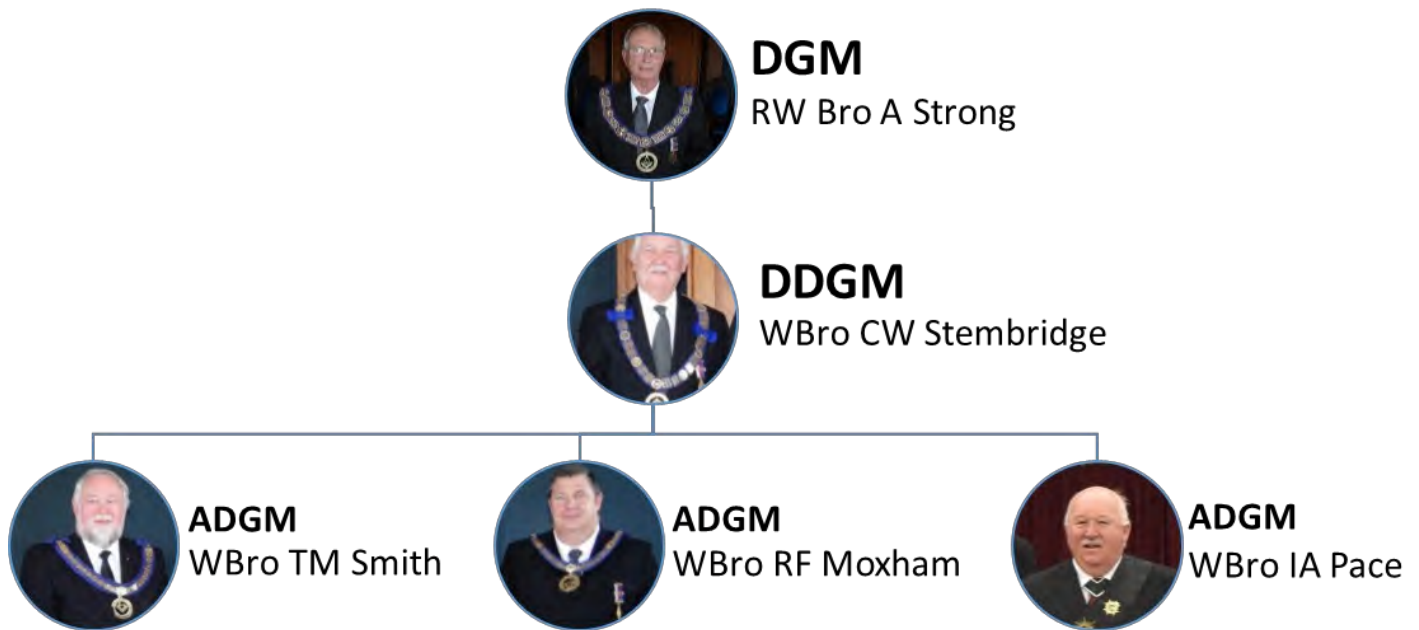 DGM
RW Bro A Strong
DDGM
WBro CW Stembridge
ADGM
WBro TM Smith
ADGM
WBro RF Moxham
ADGM
WBro IA Pace